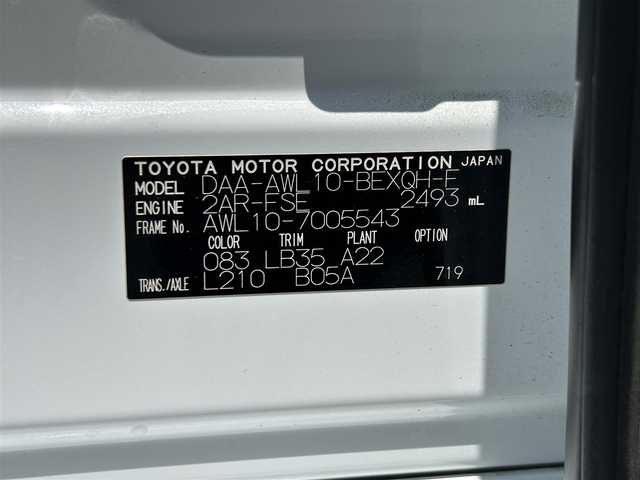 TOYOTA MOTOR CORPORATION JAPAN
MODEL DAA-AWL10-BEXQH-F
ENGINE 2AR-FSE 2493 mL
FRAME No. AWL10-7005543
COLOR TRIM PLANT OPTION
083 LB35 A22
TRANS./AXLE L210 B05A 719